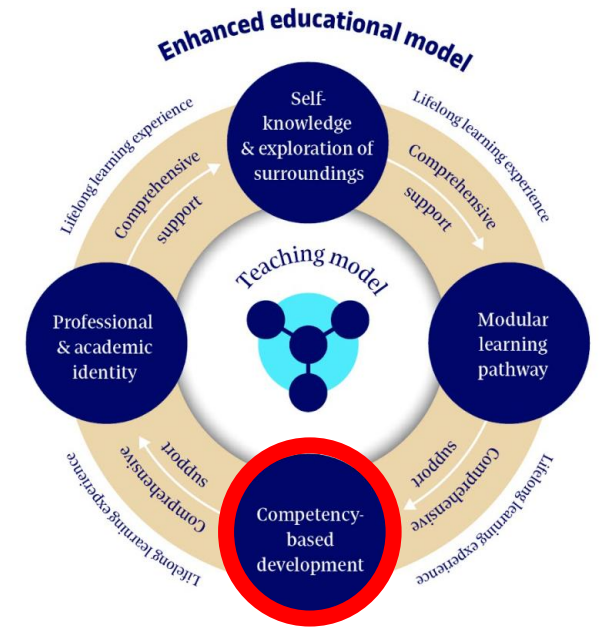 Enhanced educational model
Self-
knowledge
& exploration of
surroundings
Lifelong learning experience
Comprehensive
support
Lifelong learning experience
Comprehensive
support
Teaching model
Professional
& academic
identity
Modular
learning
pathway
support
Comprehensive
Lifelong learning experience
support
Comprehensive
Lifelong learning experience
Competency-
based
development